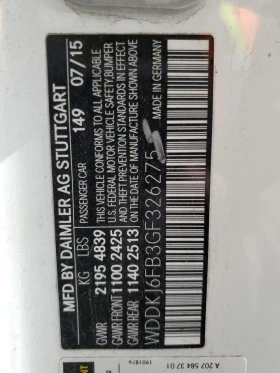 MFD BY DAIMLER AG STUTTGART
KG LBS PASSENGER CAR 149 07/15
GVWR 2195 4839 THIS VEHICLE CONFORMS TO ALL APPLICABLE
GAWR FRONT 1100 2425 U.S. FEDERAL MOTOR VEHICLE SAFETY, BUMPER
GAWR REAR 1140 2513 AND THEFT PREVENTION STANDARDS IN EFFECT
ON THE DATE OF MANUFACTURE SHOWN ABOVE.
WDDKJ6FB3GF326275
MADE IN GERMANY
A 207 584 37 01
1901876